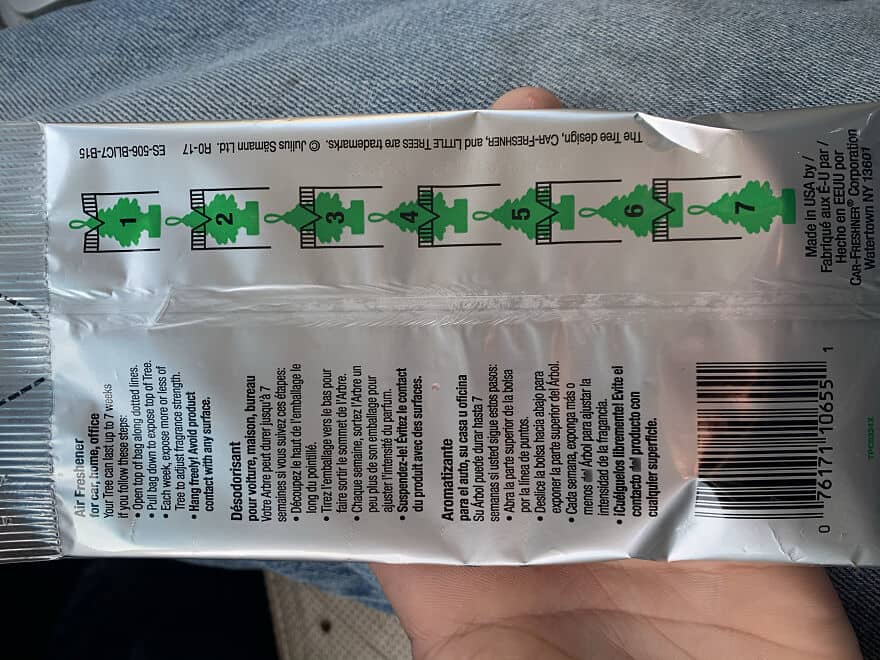 Air Freshener
for car, home, office
Your Tree can last up to 7 weeks
if you follow these steps:
• Open top of bag along dotted lines.
• Pull bag down to expose top of Tree.
• Each week, expose more or less of
Tree to adjust fragrance strength.
• Hang freely! Avoid product
contact with any surface.
Désodorisant
pour voiture, maison, bureau
Votre Arbre peut durer jusqu'à 7
semaines si vous suivez ces étapes:
• Découpez le haut de l'emballage le
long du pointillé.
• Tirez l'emballage vers le bas pour
faire sortir le sommet de l'Arbre.
• Chaque semaine, sortez l'Arbre un
peu plus de son emballage pour
ajuster l'intensité du parfum.
• Suspendez-le! Évitez le contact
du produit avec des surfaces.
Aromatizante
para el auto, su casa u oficina
Su Árbol puede durar hasta 7
semanas si usted sigue estos pasos:
• Abra la parte superior de la bolsa
por la línea de puntos.
• Deslice la bolsa hacia abajo para
exponer la parte superior del Árbol.
• Cada semana, exponga más o
menos del Árbol para ajustar la
intensidad de la fragancia.
• ¡Cuélguelos libremente! Evite el
contacto del producto con
cualquier superficie.
0 76171 10655 1
1
2
3
4
5
6
7
Made in USA by /
Fabriqué aux É-U par /
Hecho en EEUU por
CAR-FRESHNER® Corporation
Watertown NY 13601
The Tree design, CAR-FRESHNER, and LITTLE TREES are trademarks. © Julius Sämann Ltd. R0-17 ES-506-BLIC7-B15